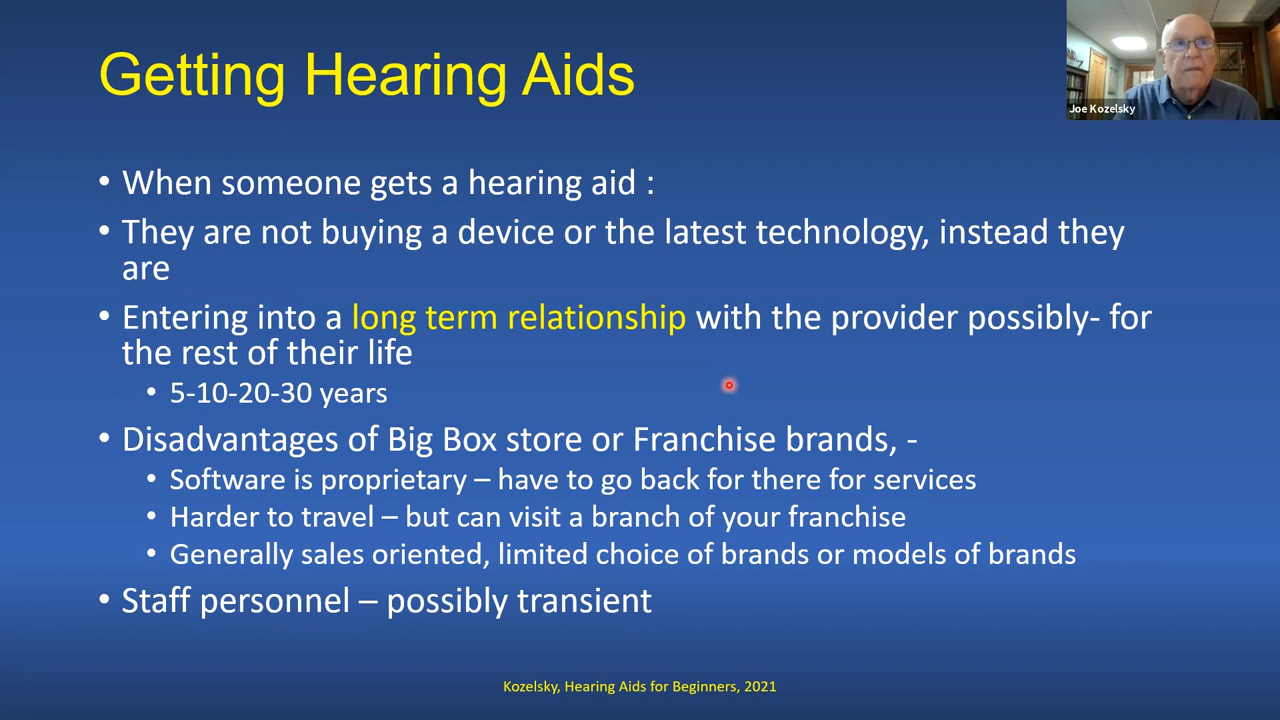 Getting Hearing Aids
Joe Kozelsky
• When someone gets a hearing aid :
• They are not buying a device or the latest technology, instead they
are
• Entering into a long term relationship with the provider possibly- for
the rest of their life
• 5-10-20-30 years
• Disadvantages of Big Box store or Franchise brands, -
• Software is proprietary – have to go back for there for services
• Harder to travel – but can visit a branch of your franchise
• Generally sales oriented, limited choice of brands or models of brands
• Staff personnel – possibly transient
Kozelsky, Hearing Aids for Beginners, 2021